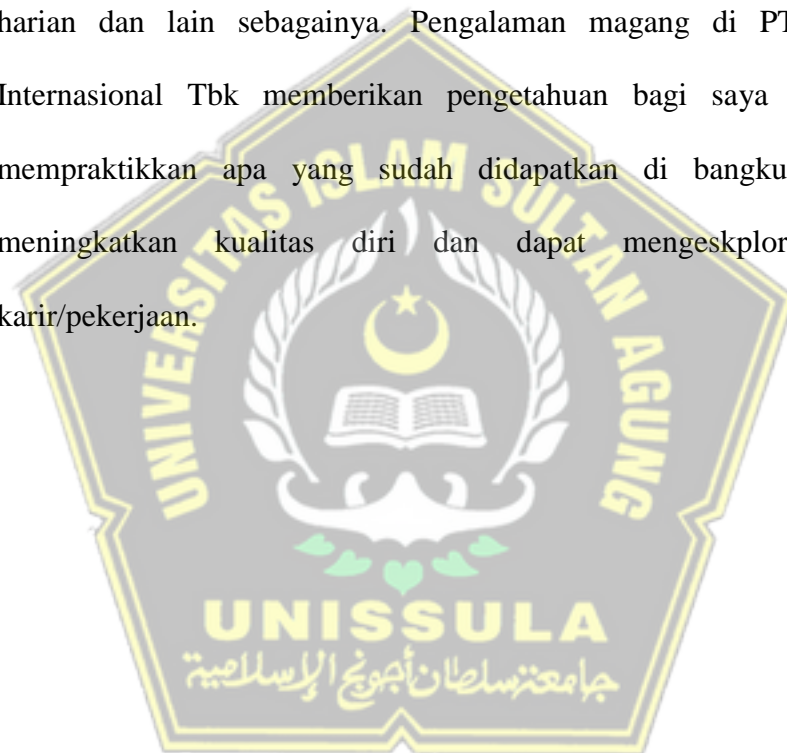 harian dan lain sebagainya. Pengalaman magang di PT
Internasional Tbk memberikan pengetahuan bagi saya
mempraktikkan apa yang sudah didapatkan di bangku
meningkatkan kualitas diri dan dapat mengeskplor
karir/pekerjaan.
UNIVERSITAS ISLAM SULTAN AGUNG
UNISSULA
جامعة سلطان أجونج الإسلامية